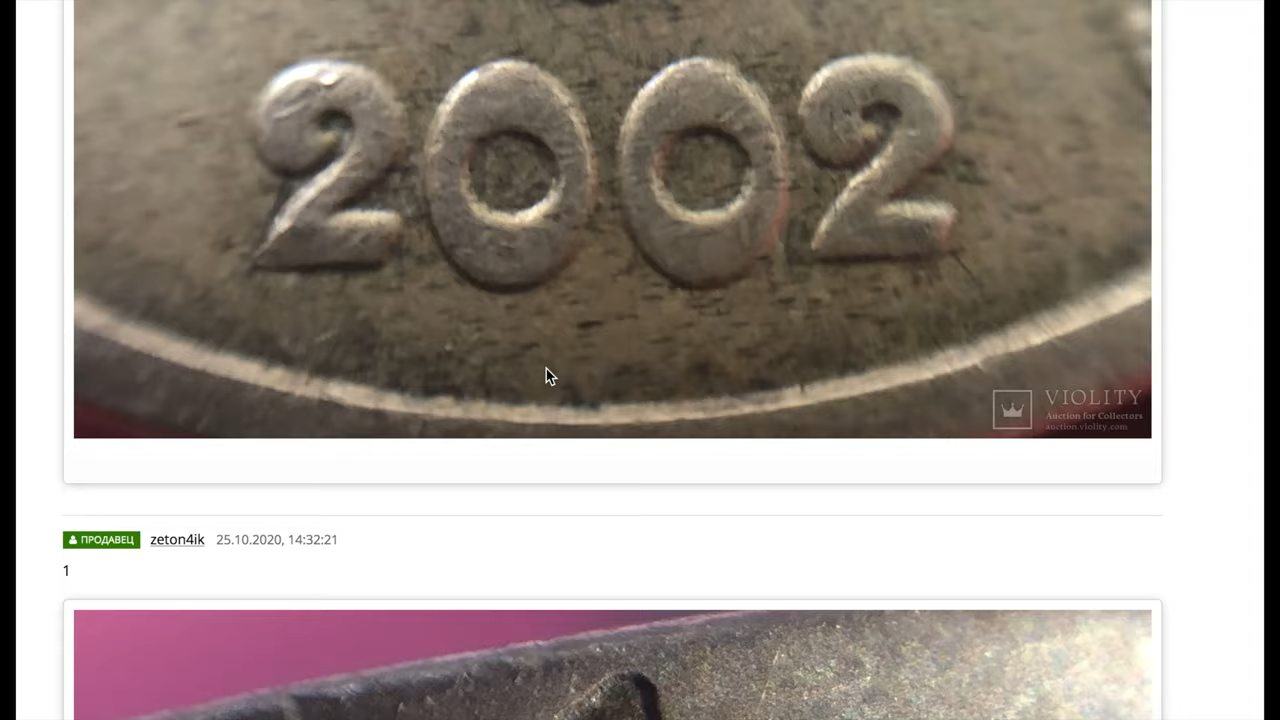 2002
VIOLITY
Auction for Collectors
auction.violity.com
ПРОДАВЕЦ zeton4ik 25.10.2020, 14:32:21
1